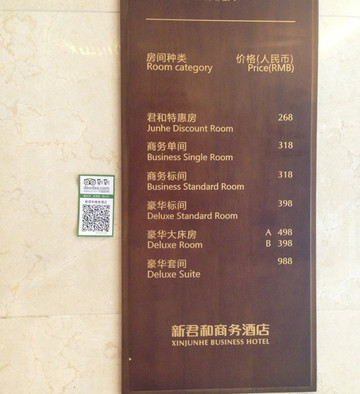 房间种类 价格(人民币)
Room category Price(RMB)
君和特惠房 268
Junhe Discount Room
商务单间 318
Business Single Room
商务标间 318
Business Standard Room
豪华标间 398
Deluxe Standard Room
豪华大床房 A 498
Deluxe Room B 398
豪华套间 988
Deluxe Suite
新君和商务酒店
XINJUNHE BUSINESS HOTEL